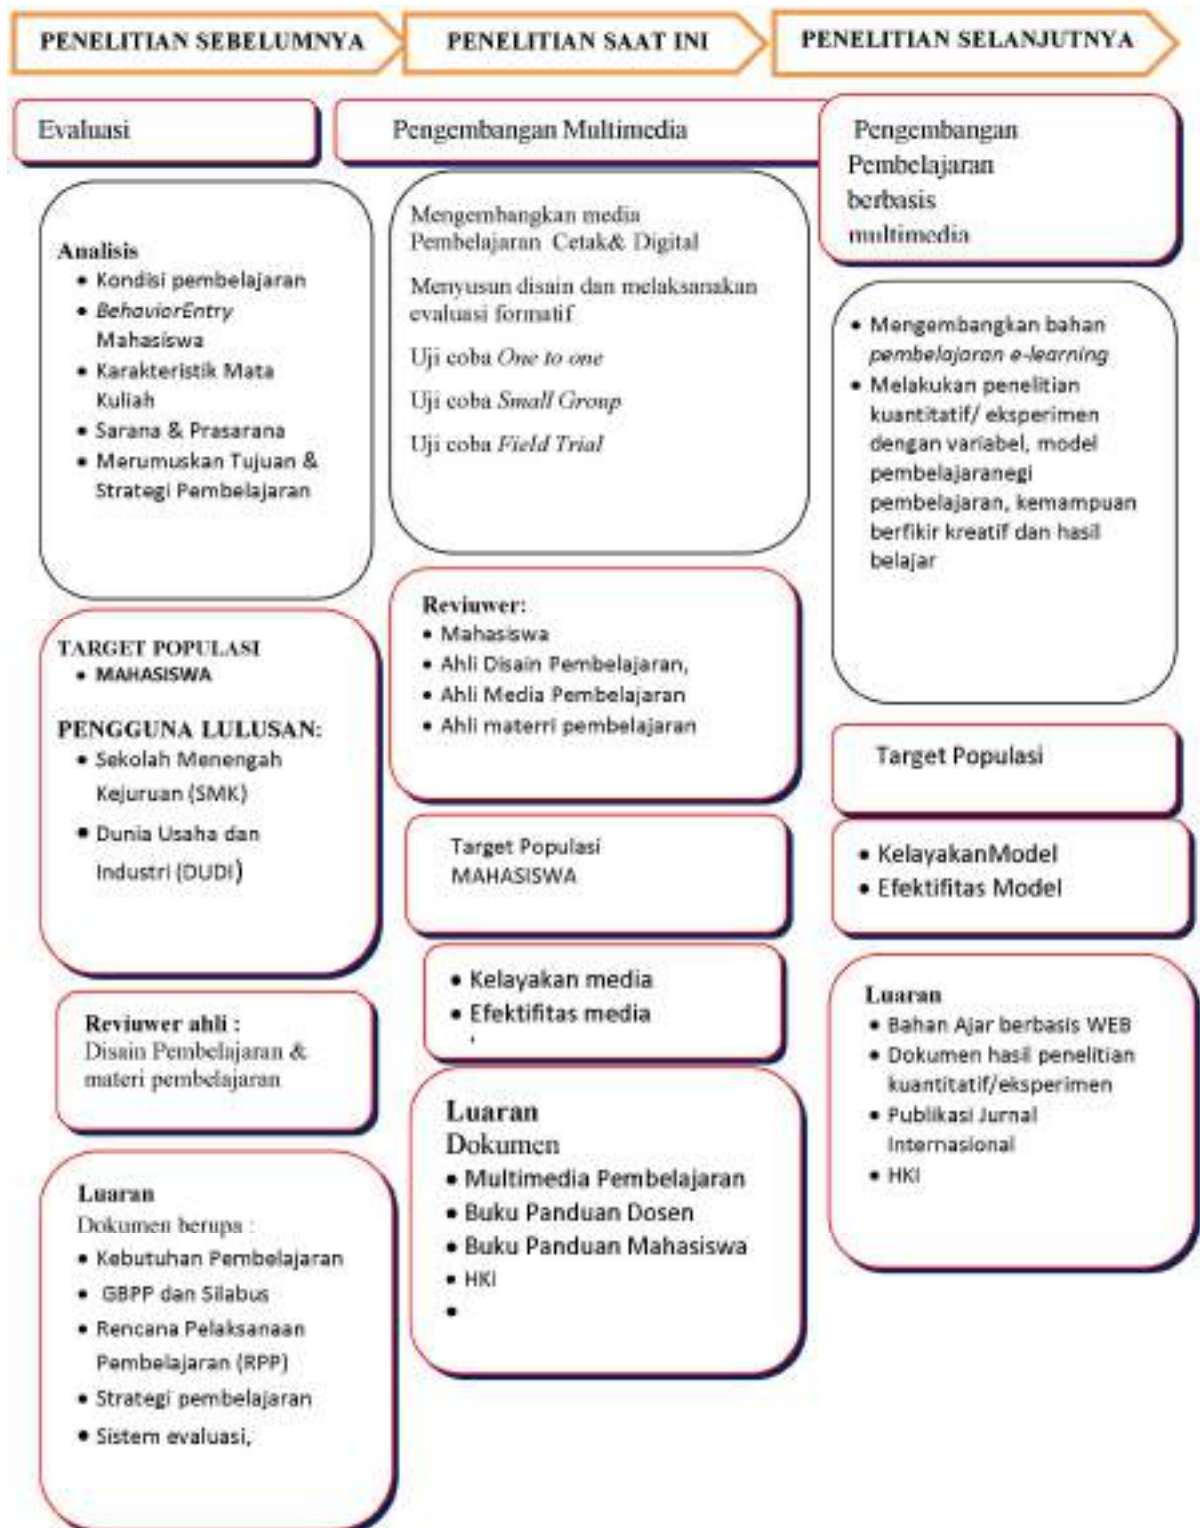 PENELITIAN SEBELUMNYA
PENELITIAN SAAT INI
PENELITIAN SELANJUTNYA
Evaluasi
Analisis
• Kondisi pembelajaran
• BehaviorEntry
Mahasiswa
• Karakteristik Mata
Kuliah
• Sarana & Prasarana
• Merumuskan Tujuan &
Strategi Pembelajaran
TARGET POPULASI
• MAHASISWA
PENGGUNA LULUSAN:
• Sekolah Menengah
Kejuruan (SMK)
• Dunia Usaha dan
Industri (DUDI)
Reviuwer ahli :
Disain Pembelajaran &
materi pembelajaran
Luaran
Dokumen berupa :
• Kebutuhan Pembelajaran
• GBPP dan Silabus
• Rencana Pelaksanaan
Pembelajaran (RPP)
• Strategi pembelajaran
• Sistem evaluasi,
Pengembangan Multimedia
Mengembangkan media
Pembelajaran Cetak& Digital
Menyusun disain dan melaksanakan
evaluasi formatif
Uji coba One to one
Uji coba Small Group
Uji coba Field Trial
Reviuwer:
• Mahasiswa
• Ahli Disain Pembelajaran,
• Ahli Media Pembelajaran
• Ahli materri pembelajaran
Target Populasi
MAHASISWA
• Kelayakan media
• Efektifitas media
Luaran
Dokumen
• Multimedia Pembelajaran
• Buku Panduan Dosen
• Buku Panduan Mahasiswa
• HKI
•
Pengembangan
Pembelajaran
berbasis
multimedia
• Mengembangkan bahan
pembelajaran e-learning
• Melakukan penelitian
kuantitatif/ eksperimen
dengan variabel, model
pembelajaranegi
pembelajaran, kemampuan
berfikir kreatif dan hasil
belajar
Target Populasi
• KelayakanModel
• Efektifitas Model
Luaran
• Bahan Ajar berbasis WEB
• Dokumen hasil penelitian
kuantitatif/eksperimen
• Publikasi Jurnal
Internasional
• HKI